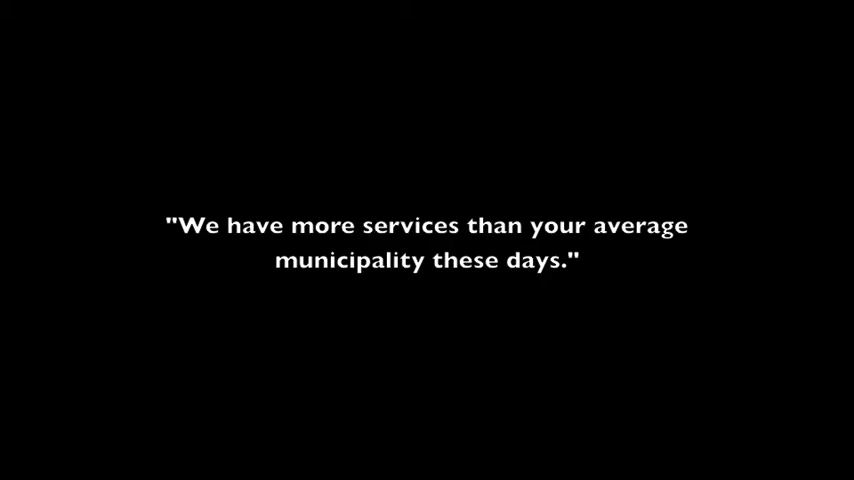 "We have more services than your average
municipality these days."